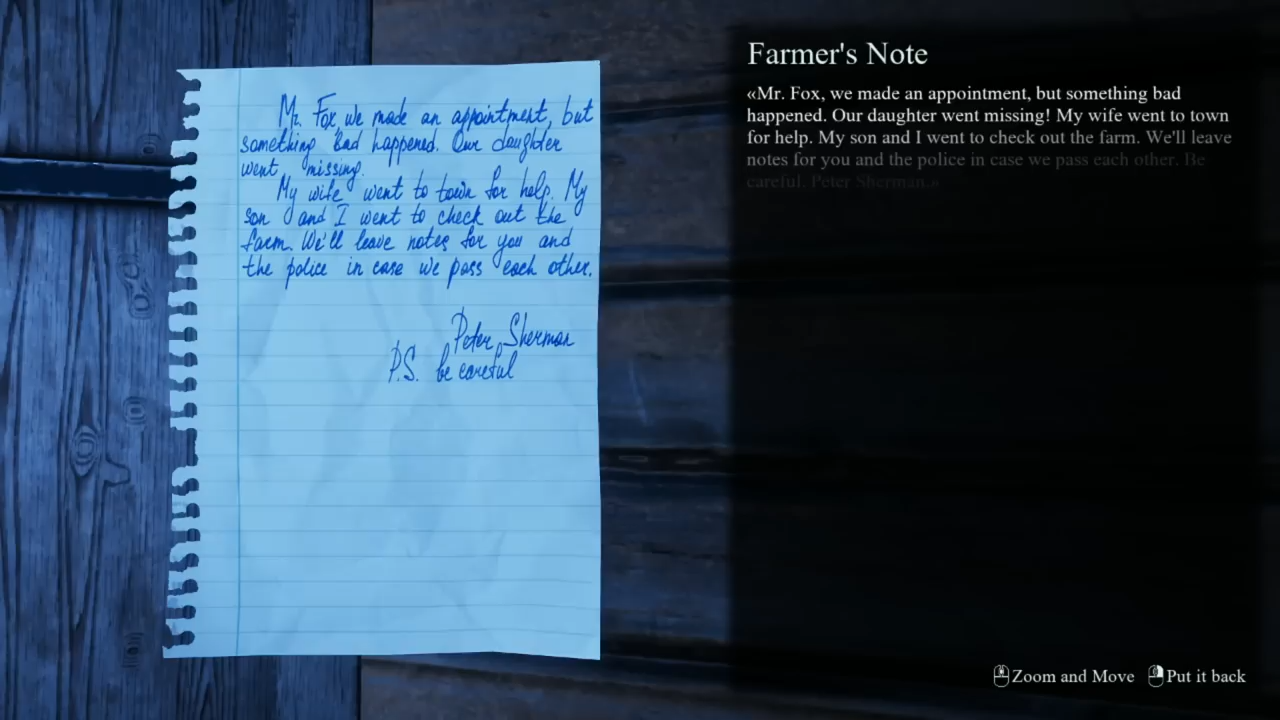 Mr. Fox we made an appointment, but
something bad happened. Our daughter
went missing.
My wife went to town for help. My
son and I went to check out the
farm. We'll leave notes for you and
the police in case we pass each other.
Peter Sherman
P.S. be careful
Farmer's Note
«Mr. Fox, we made an appointment, but something bad
happened. Our daughter went missing! My wife went to town
for help. My son and I went to check out the farm. We'll leave
notes for you and the police in case we pass each other. Be
careful. Peter Sherman.»
Zoom and Move
Put it back